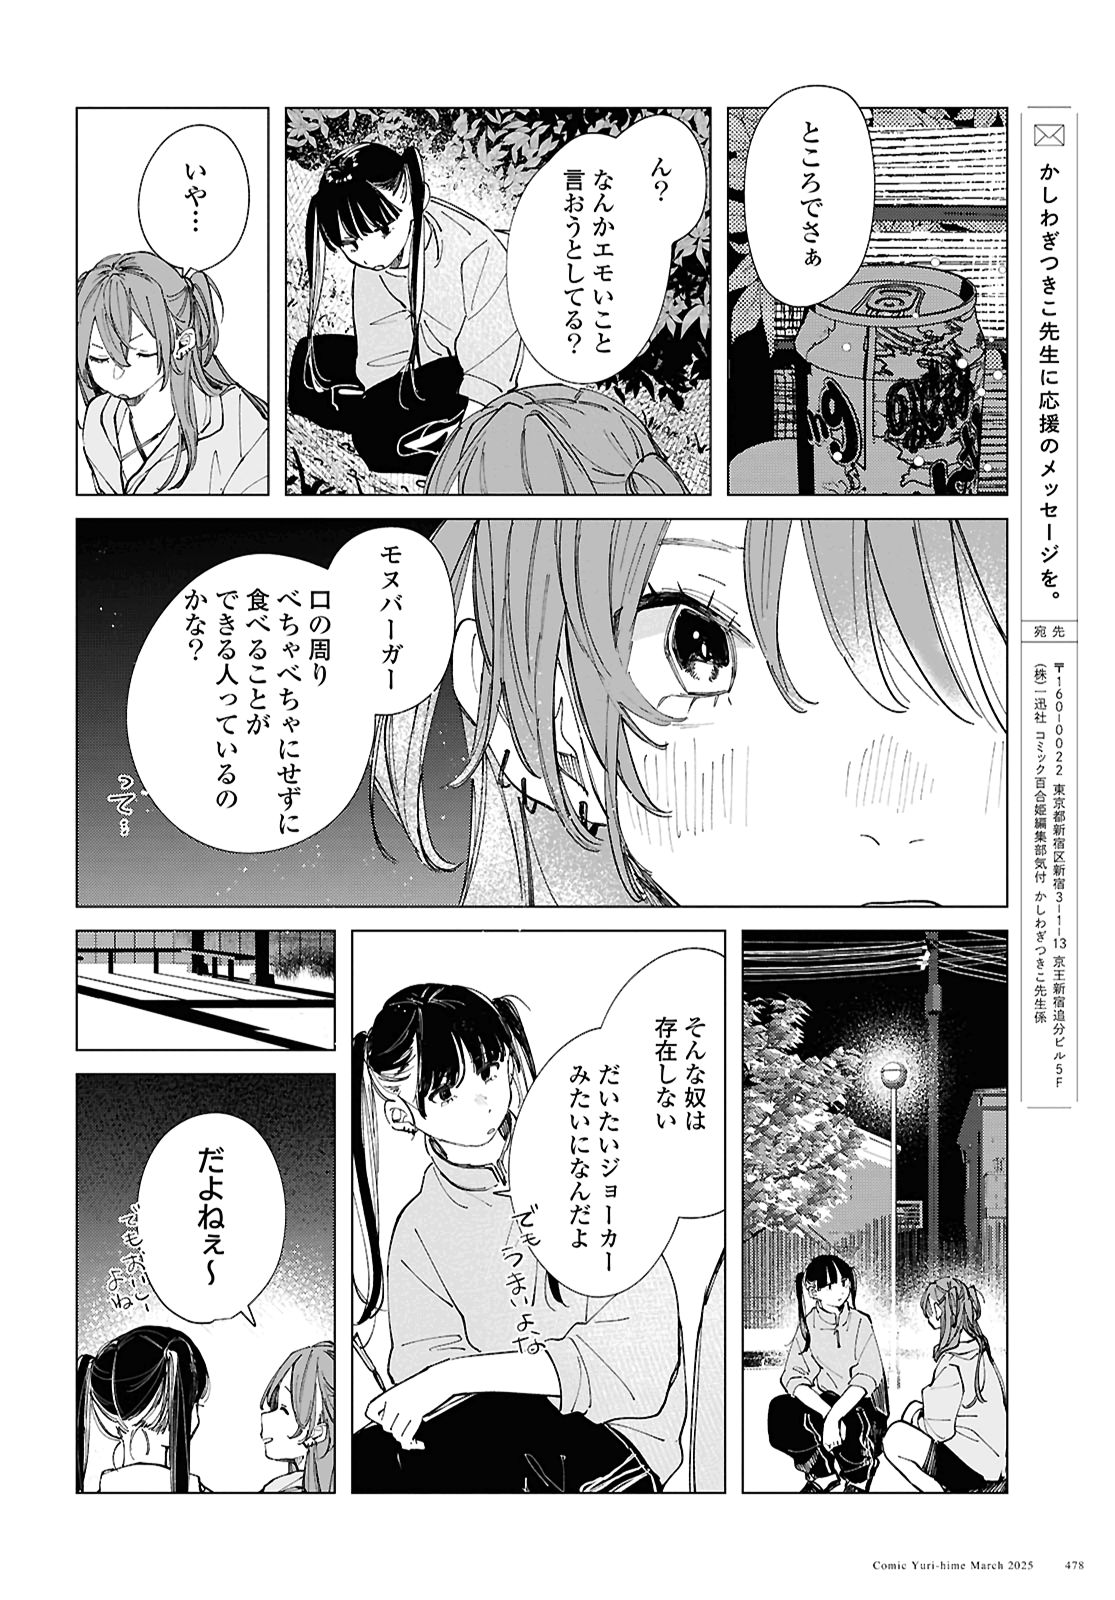 ところでさぁ
ん?
なんかエモいこと
言おうとしてる?
いや…
モヌバーガー
口の周り
べちゃべちゃにせずに
食べることが
できる人っているの
かな?
って…
そんな奴は
存在しない
だいたいジョーカー
みたいになんだよ
でもうまいよな
だよねぇ~
でもおいしー
よね
かしわぎつきこ先生に応援のメッセージを。
宛先
〒160-0022 東京都新宿区新宿3-1-13 京王新宿追分ビル5F
(株)一迅社 コミック百合姫編集部気付 かしわぎつきこ先生係
Comic Yuri-hime March 2025 478